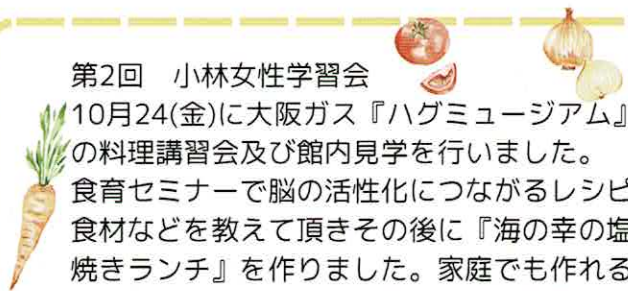 第2回　小林女性学習会
10月24(金)に大阪ガス『ハグミュージアム』
の料理講習会及び館内見学を行いました。
食育セミナーで脳の活性化につながるレシピ
食材などを教えて頂きその後に『海の幸の塩
焼きランチ』を作りました。家庭でも作れる